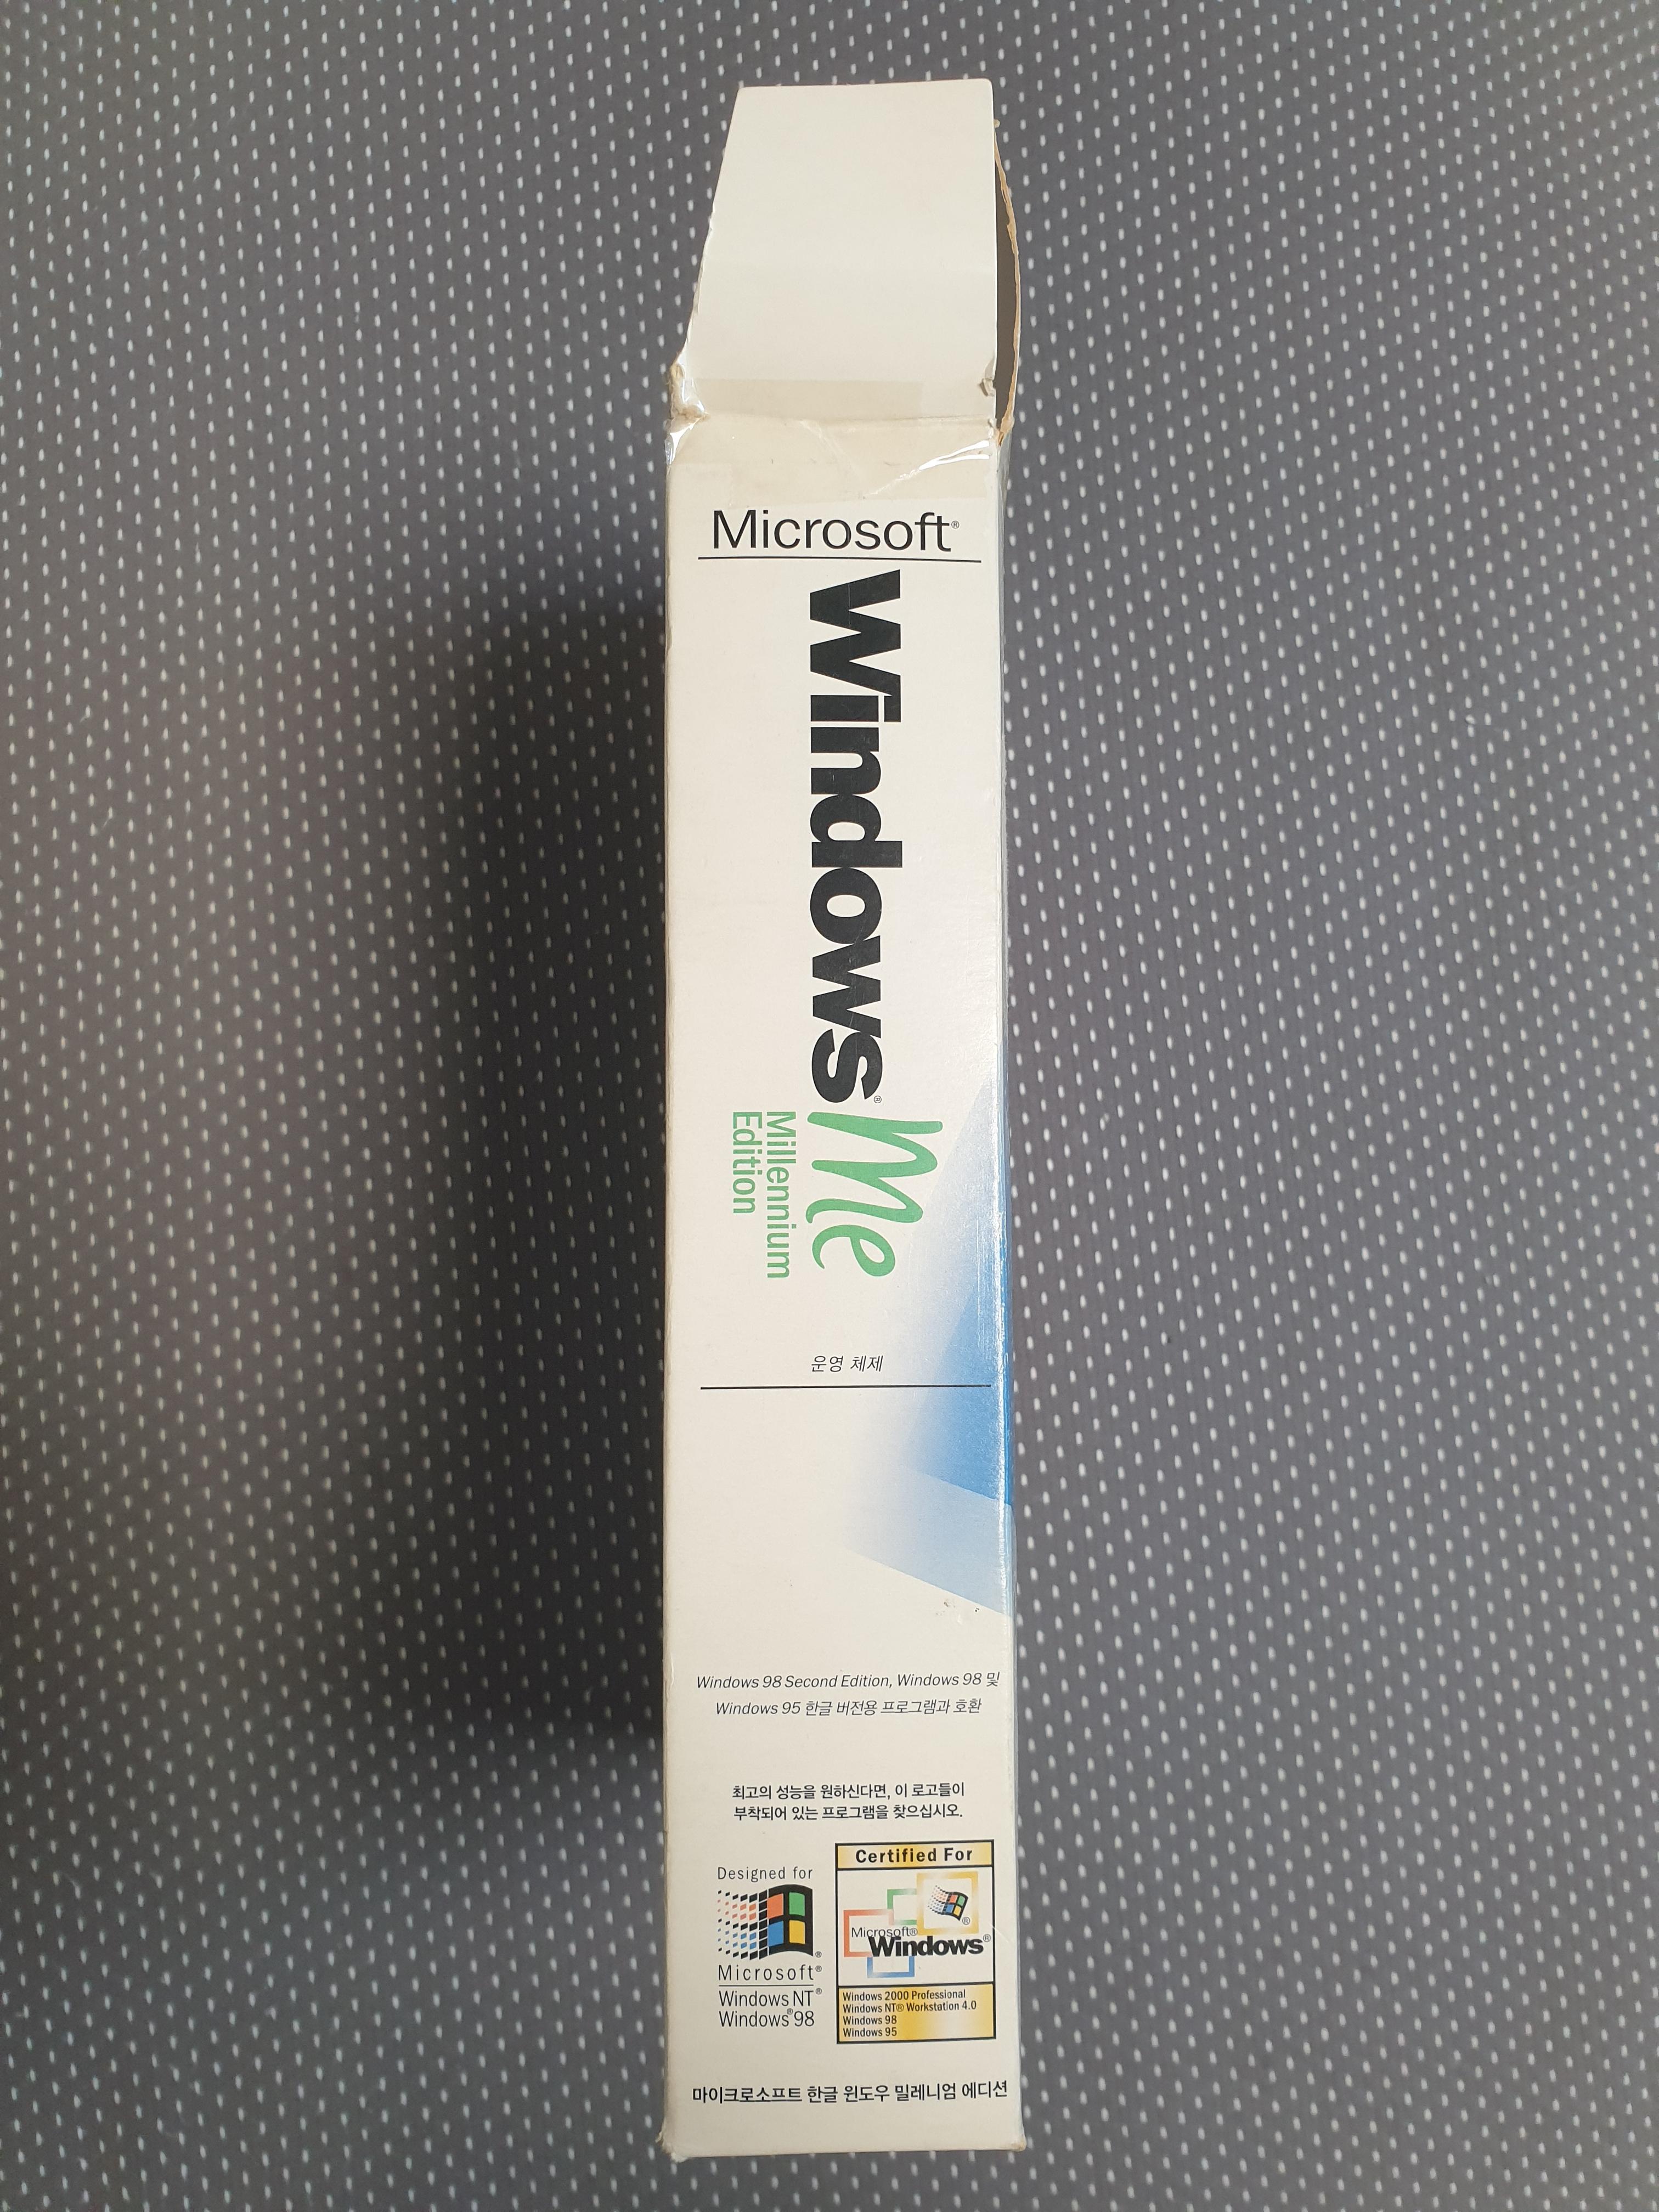 Microsoft®
Windows® Me
Millennium
Edition
운영 체제
Windows 98 Second Edition, Windows 98 및
Windows 95 한글 버전용 프로그램과 호환
최고의 성능을 원하신다면, 이 로고들이
부착되어 있는 프로그램을 찾으십시오.
Designed for
®
Microsoft®
Windows NT®
Windows®98
Certified For
®
Microsoft®
Windows®
Windows 2000 Professional
Windows NT® Workstation 4.0
Windows 98
Windows 95
마이크로소프트 한글 윈도우 밀레니엄 에디션